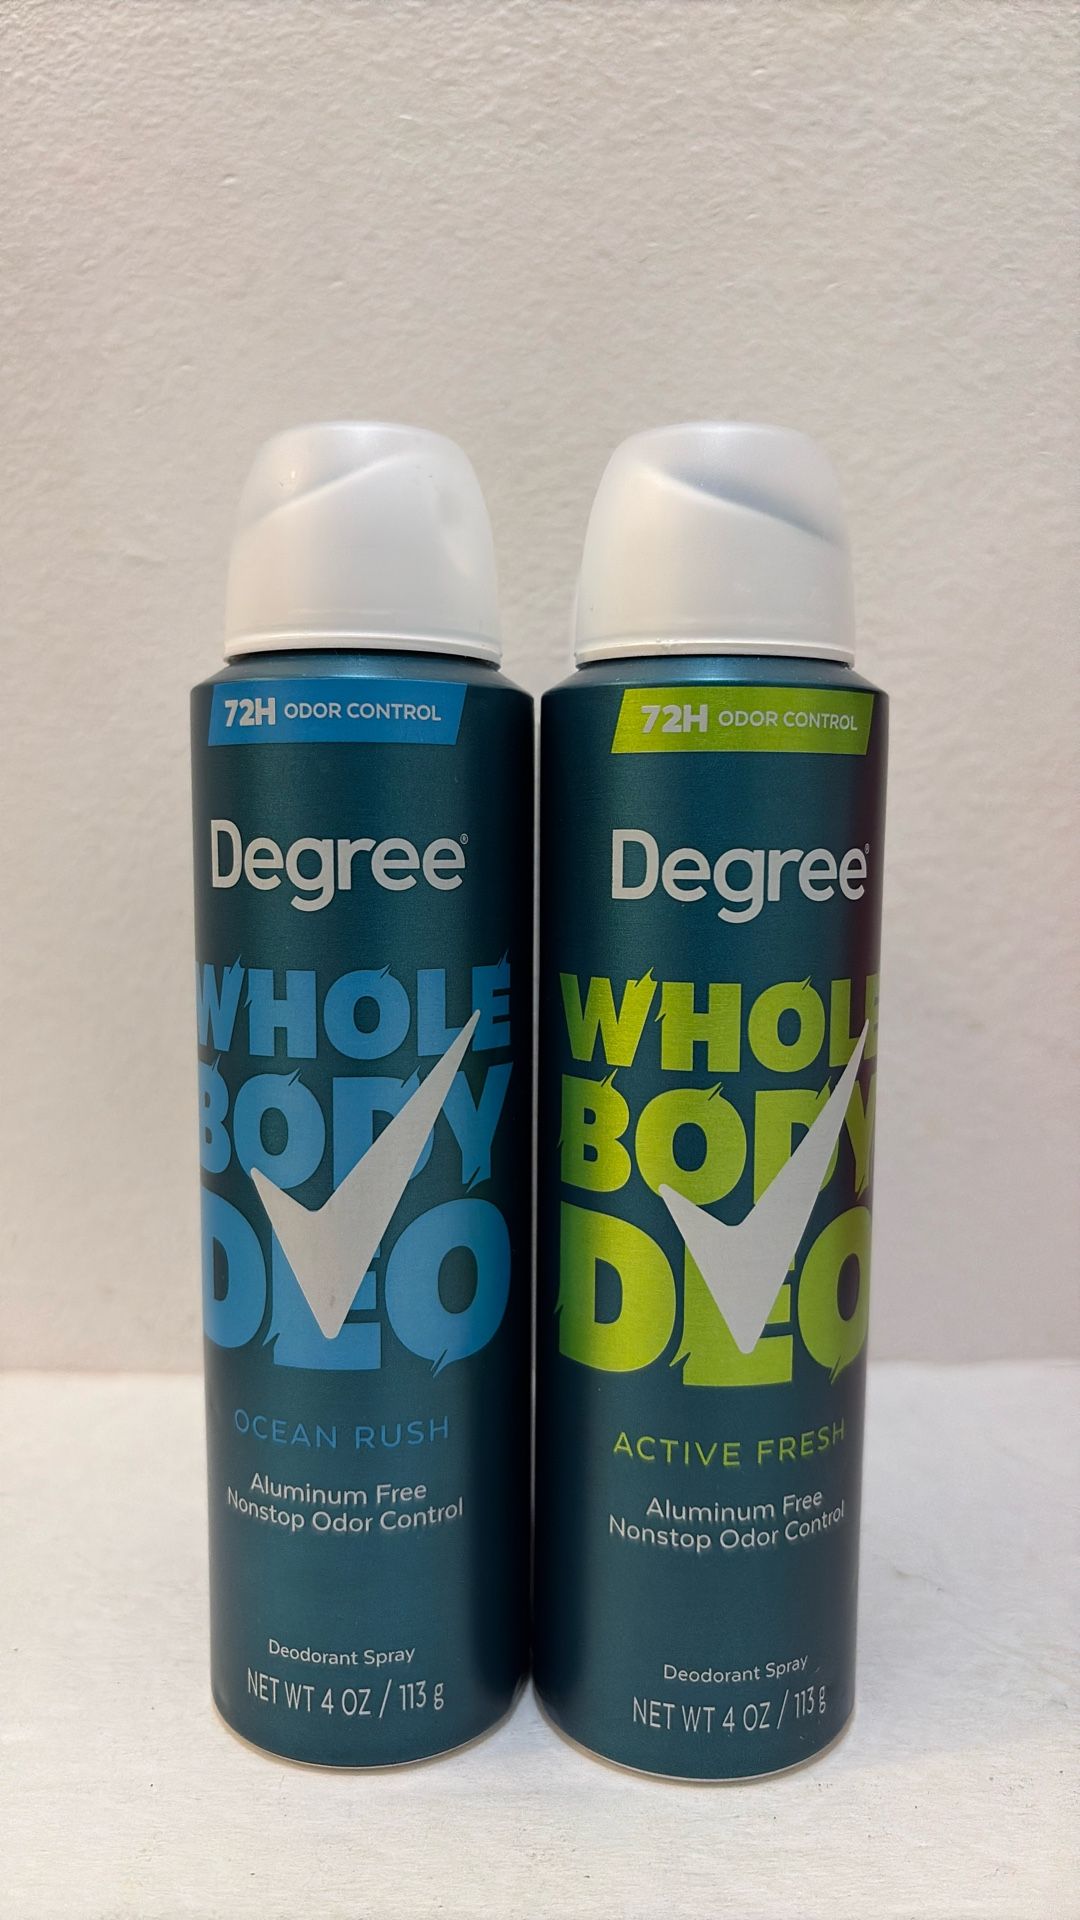 72H ODOR CONTROL
Degree®
WHOLE
BODY
DEO
OCEAN RUSH
Aluminum Free
Nonstop Odor Control
Deodorant Spray
NET WT 4 OZ / 113 g
72H ODOR CONTROL
Degree®
WHOLE
BODY
DEO
ACTIVE FRESH
Aluminum Free
Nonstop Odor Control
Deodorant Spray
NET WT 4 OZ / 113 g